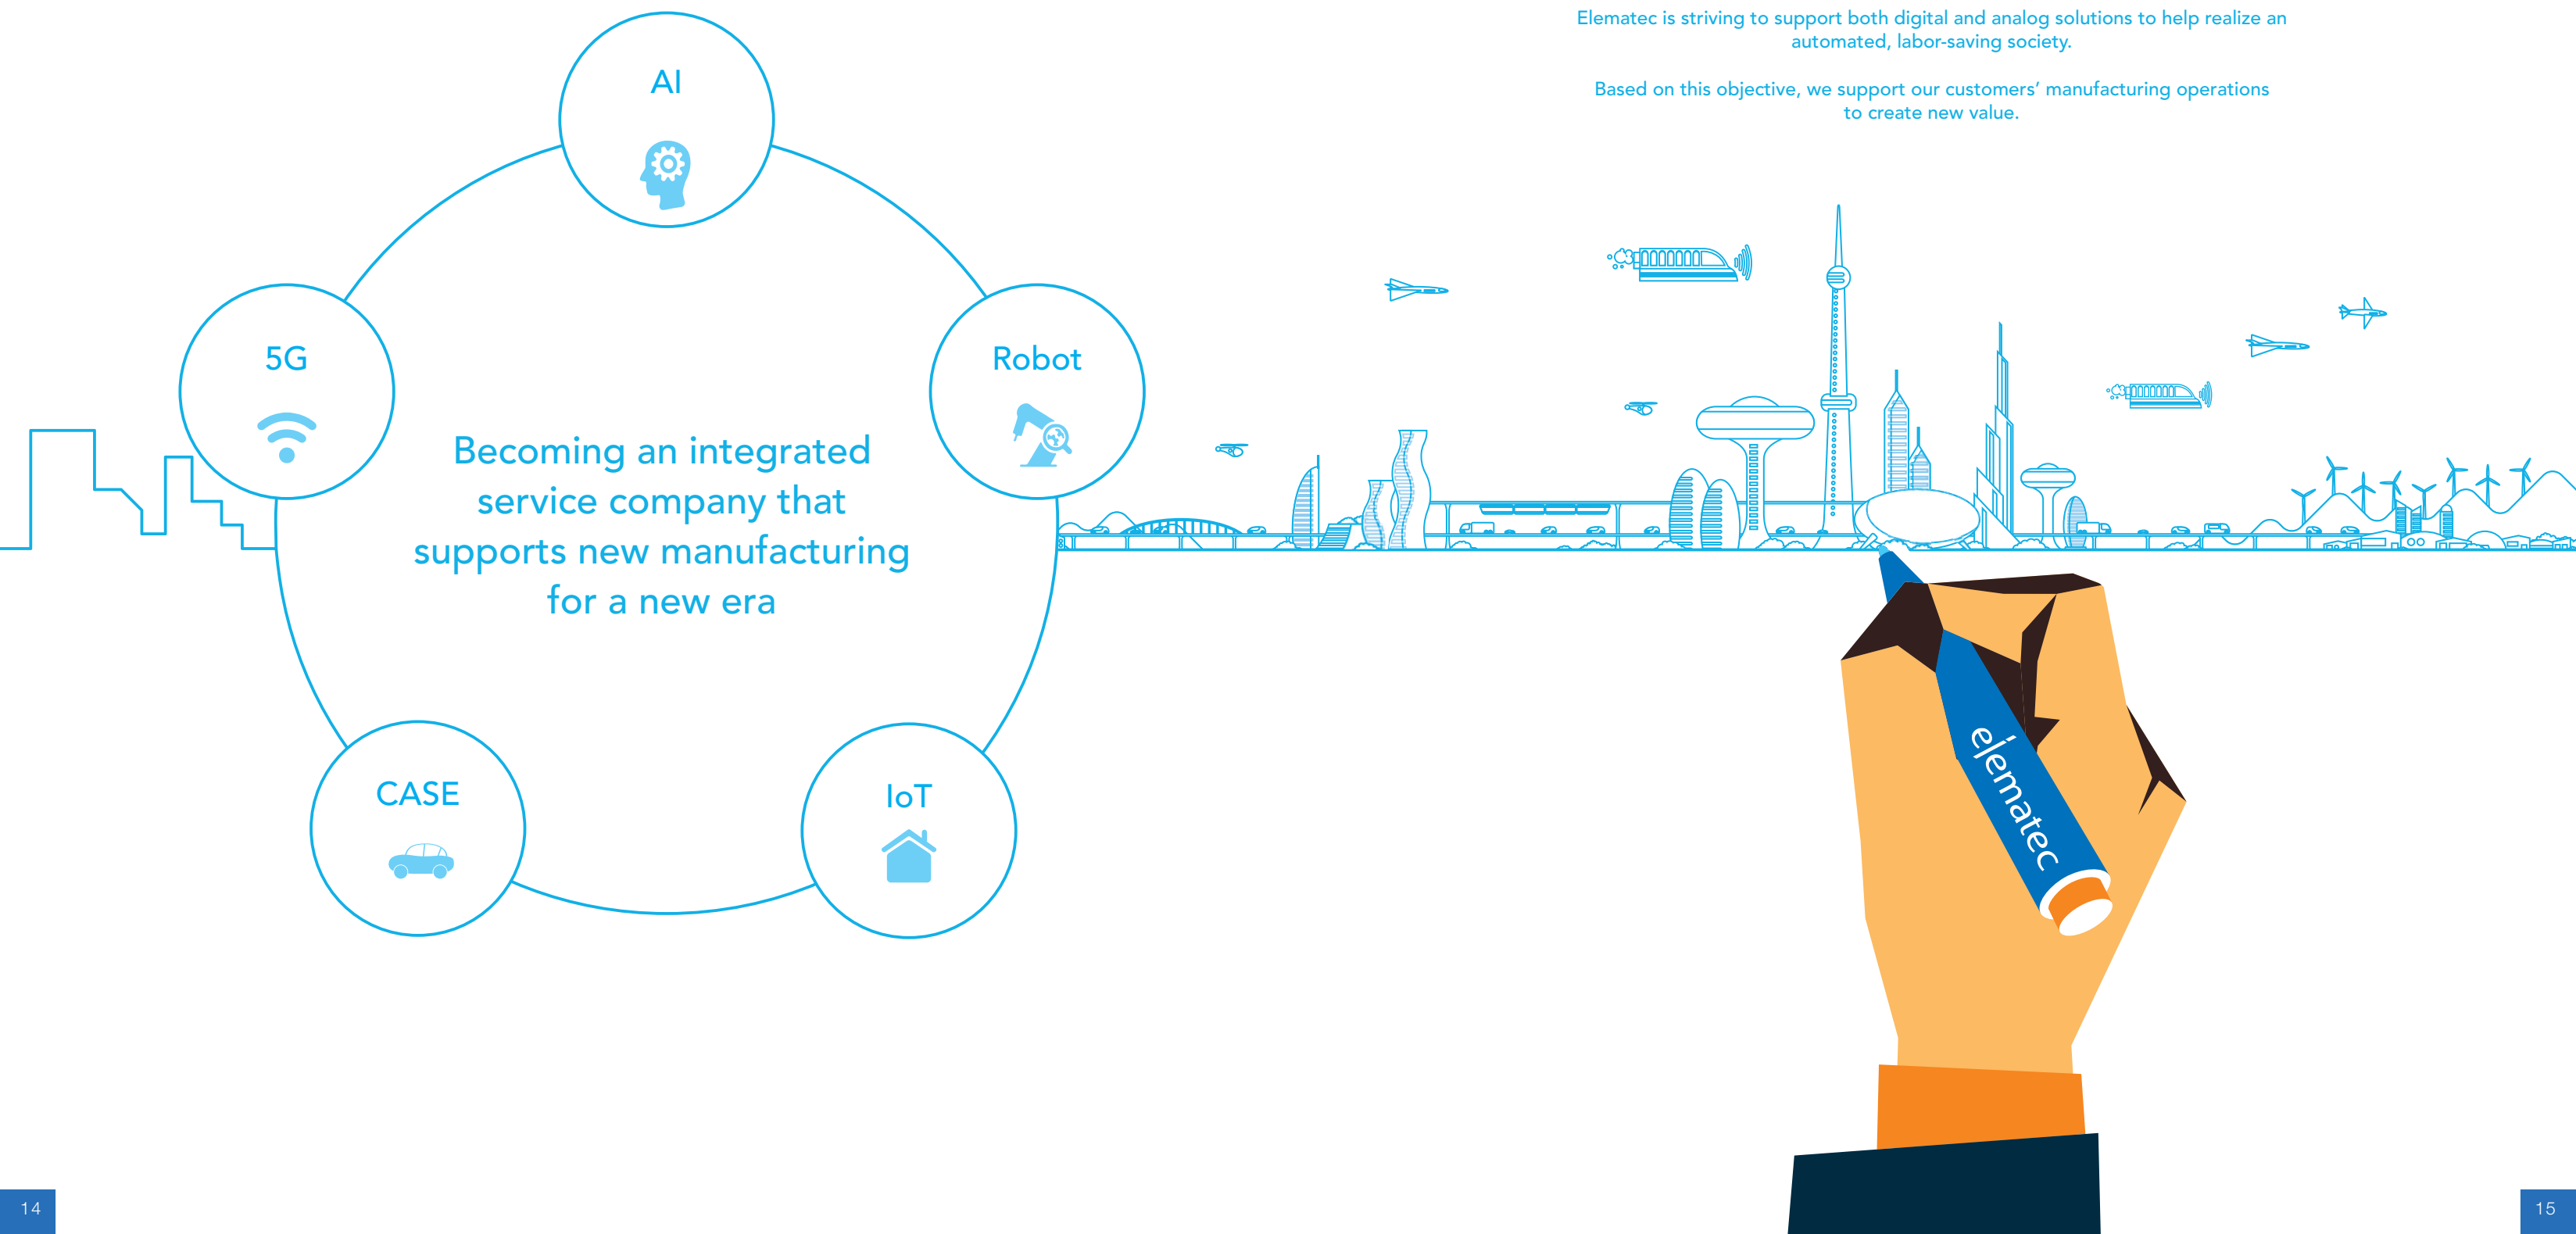 AI
5G
Robot
Becoming an integrated
service company that
supports new manufacturing
for a new era
CASE
IoT
14
Elematec is striving to support both digital and analog solutions to help realize an
automated, labor-saving society.
Based on this objective, we support our customers’ manufacturing operations
to create new value.
elematec
15